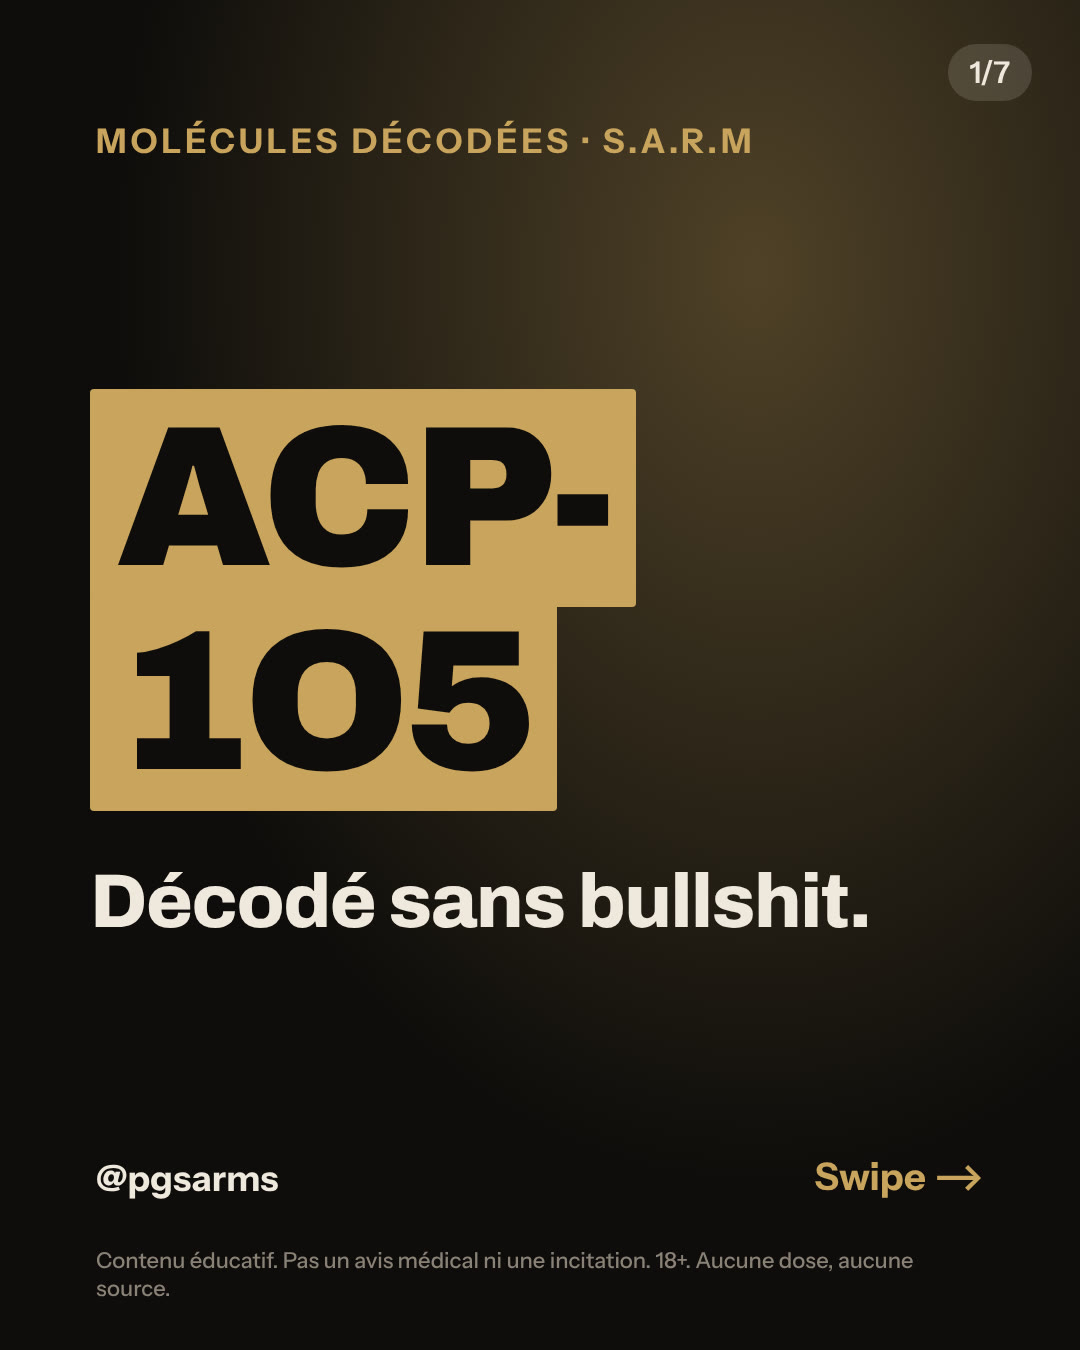 1/7
MOLÉCULES DÉCODÉES · S.A.R.M
ACP-
105
Décodé sans bullshit.
@pgsarms
Swipe →
Contenu éducatif. Pas un avis médical ni une incitation. 18+. Aucune dose, aucune
source.